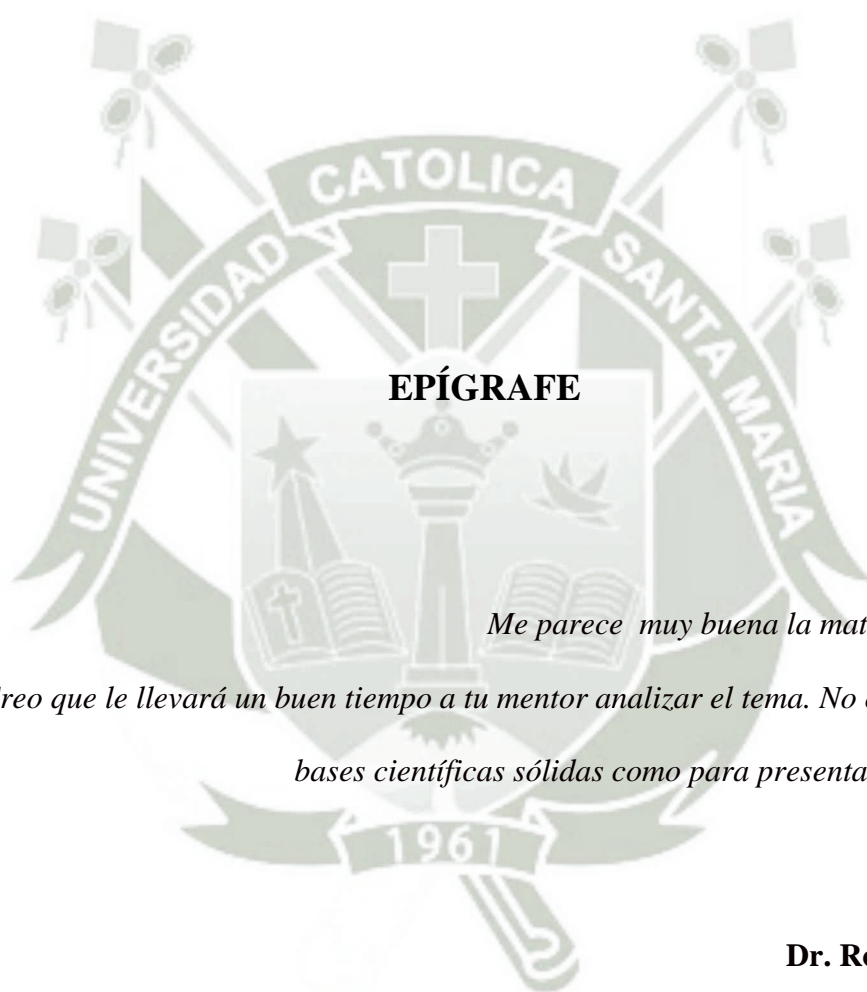 UNIVERSIDAD CATOLICA SANTA MARIA
EPÍGRAFE
Me parece muy buena la mat
reo que le llevará un buen tiempo a tu mentor analizar el tema. No
bases científicas sólidas como para presenta
1961
Dr. R